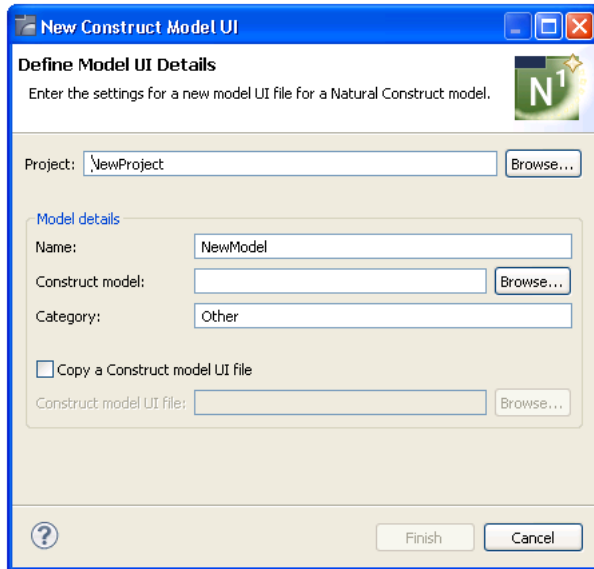 New Construct Model UI
Define Model UI Details
Enter the settings for a new model UI file for a Natural Construct model.
N1
Project: \NewProject Browse...
Model details
Name: NewModel
Construct model: Browse...
Category: Other
Copy a Construct model UI file
Construct model UI file: Browse...
? Finish Cancel